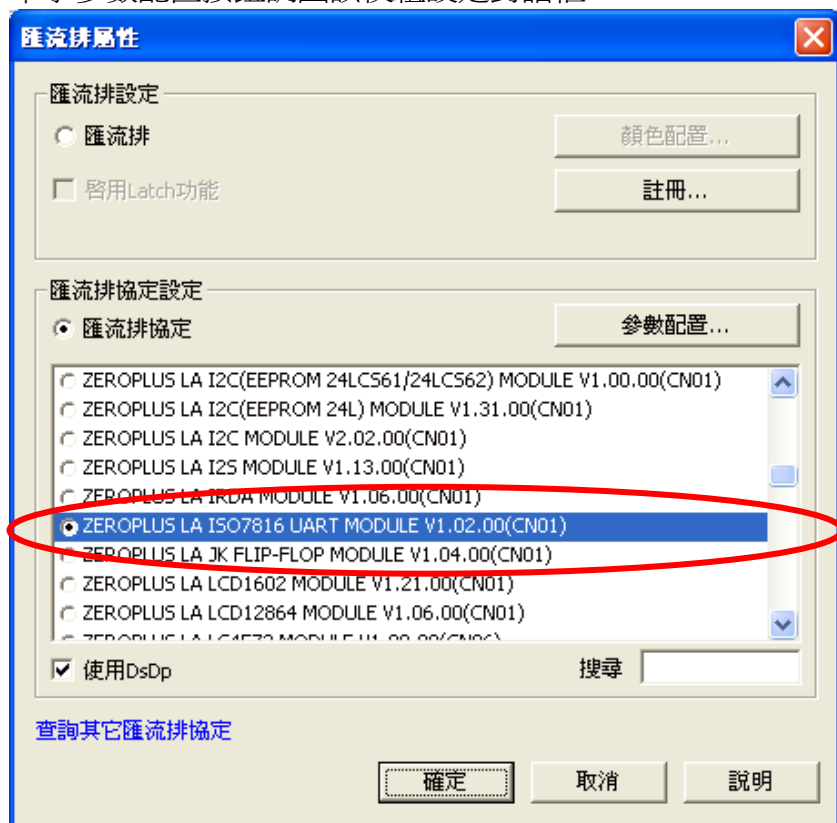 匯流排屬性
匯流排設定
匯流排
顏色配置...
啓用Latch功能
註冊...
匯流排協定設定
匯流排協定
參數配置...
ZEROPLUS LA I2C(EEPROM 24LCS61/24LCS62) MODULE V1.00.00(CN01)
ZEROPLUS LA I2C(EEPROM 24L) MODULE V1.31.00(CN01)
ZEROPLUS LA I2C MODULE V2.02.00(CN01)
ZEROPLUS LA I2S MODULE V1.13.00(CN01)
ZEROPLUS LA IRDA MODULE V1.06.00(CN01)
ZEROPLUS LA ISO7816 UART MODULE V1.02.00(CN01)
ZEROPLUS LA JK FLIP-FLOP MODULE V1.04.00(CN01)
ZEROPLUS LA LCD1602 MODULE V1.21.00(CN01)
ZEROPLUS LA LCD12864 MODULE V1.06.00(CN01)
使用DsDp
搜尋
查詢其它匯流排協定
確定
取消
説明